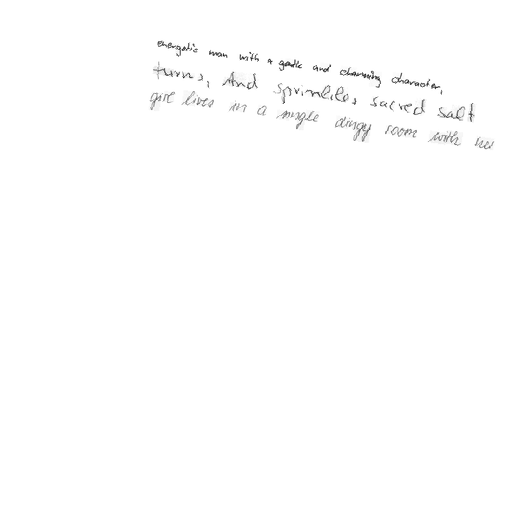 energetic man with a gentle and charming character,
turns, And sprinkles sacred salt
girl lives in a single dingy room with her